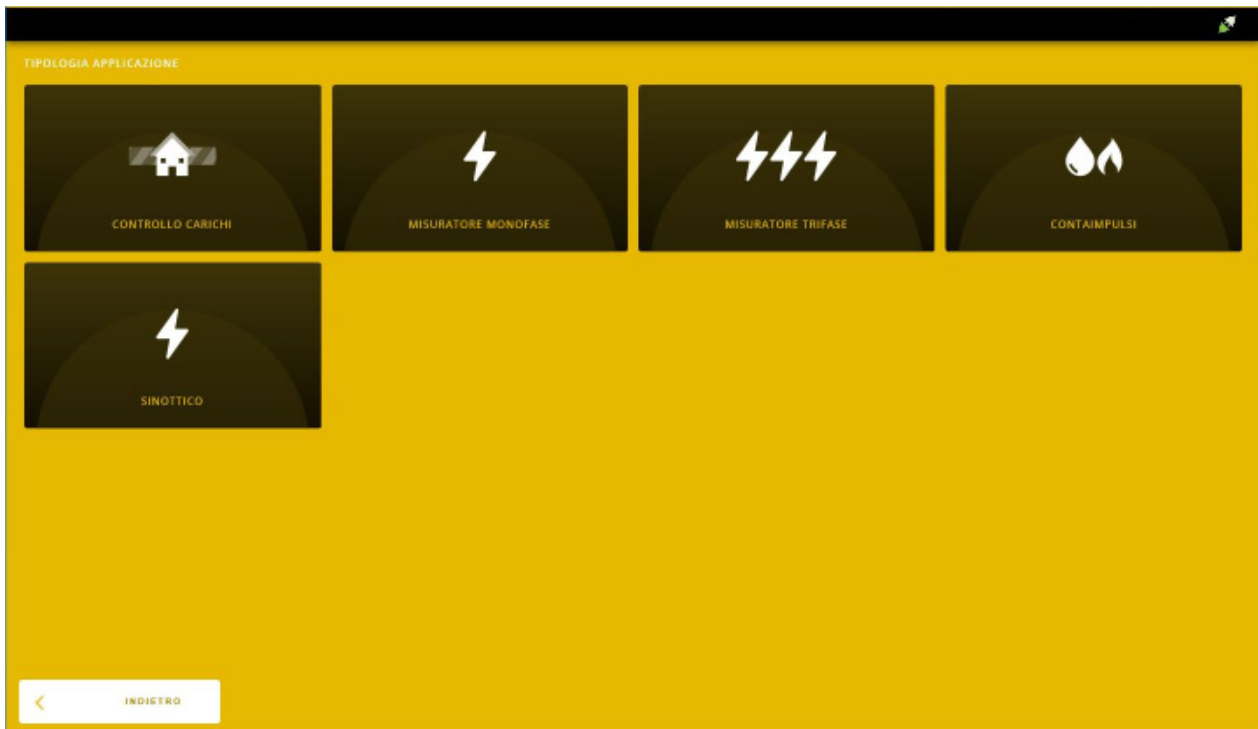 TIPOLOGIA APPLICAZIONE
CONTROLLO CARICHI
MISURATORE MONOFASE
MISURATORE TRIFASE
CONTAIMPULSI
SINOTTICO
INDIETRO